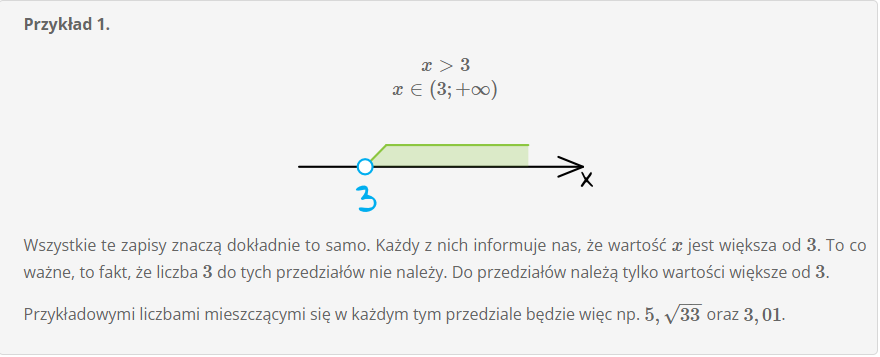 Przykład 1.
x > 3
x ∈ (3; +∞)
3
x
Wszystkie te zapisy znaczą dokładnie to samo. Każdy z nich informuje nas, że wartość x jest większa od 3. To co
ważne, to fakt, że liczba 3 do tych przedziałów nie należy. Do przedziałów należą tylko wartości większe od 3.
Przykładowymi liczbami mieszczącymi się w każdym tym przedziale będzie więc np. 5, √33 oraz 3, 01.